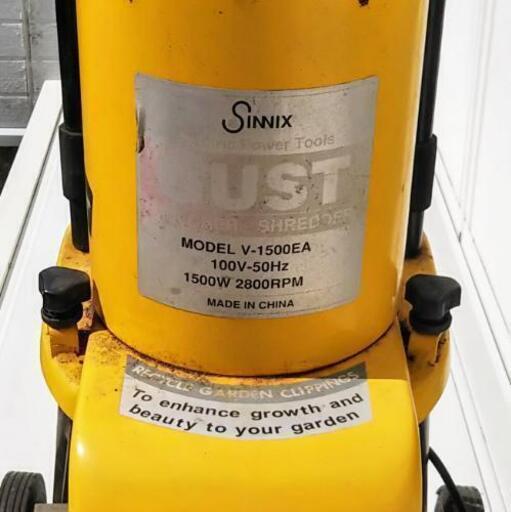 SINNIX
Power Tools
BUST
SHREDDER
MODEL V-1500EA
100V-50Hz
1500W 2800RPM
MADE IN CHINA
RECYCLE GARDEN CLIPPINGS
To enhance growth and
beauty to your garden